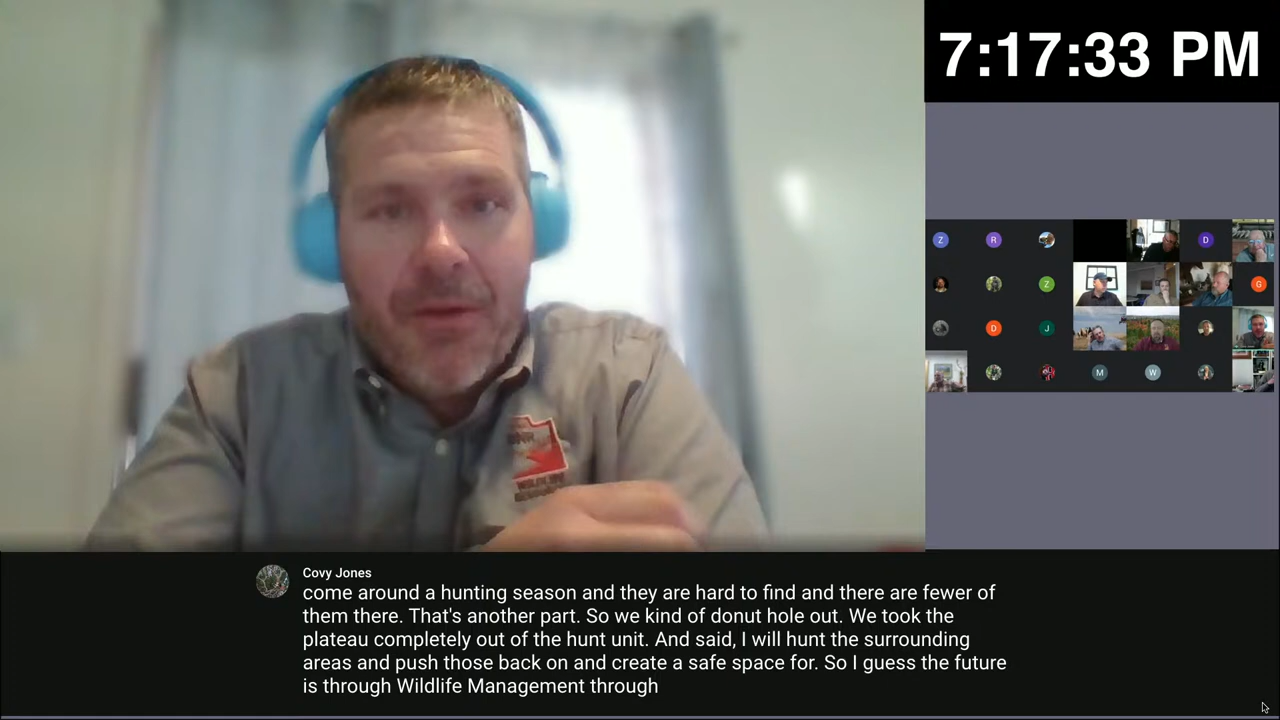 7:17:33 PM
Z
R
D
Z
G
D
J
M
W
Covy Jones
come around a hunting season and they are hard to find and there are fewer of
them there. That's another part. So we kind of donut hole out. We took the
plateau completely out of the hunt unit. And said, I will hunt the surrounding
areas and push those back on and create a safe space for. So I guess the future
is through Wildlife Management through